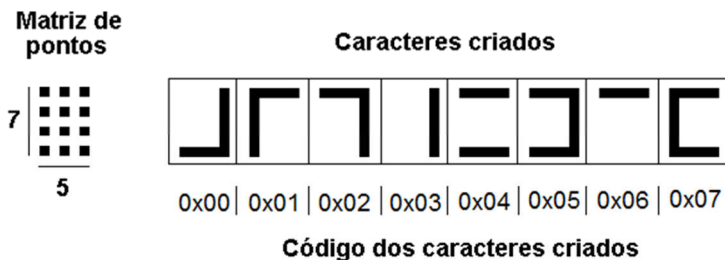 Matriz de
pontos
Caracteres criados
7
5
0x00 | 0x01 | 0x02 | 0x03 | 0x04 | 0x05 | 0x06 | 0x07
Código dos caracteres criados